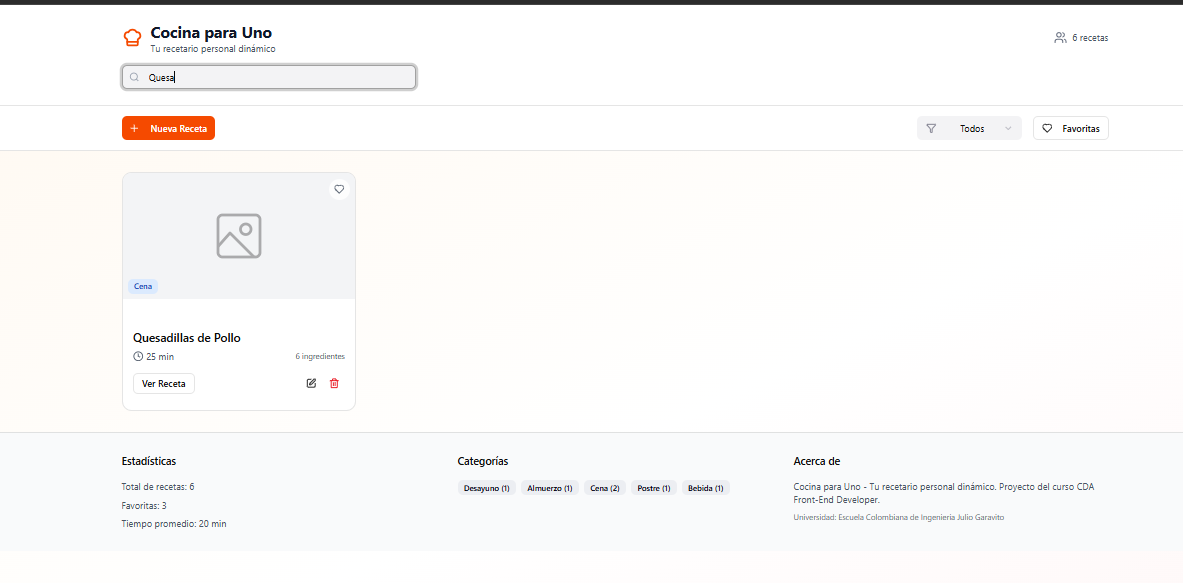 Cocina para Uno
Tu recetario personal dinámico
6 recetas
Quesa
Nueva Receta
Todos
Favoritas
Cena
Quesadillas de Pollo
25 min
6 ingredientes
Ver Receta
Estadísticas
Total de recetas: 6
Favoritas: 3
Tiempo promedio: 20 min
Categorías
Desayuno (1) Almuerzo (1) Cena (2) Postre (1) Bebida (1)
Acerca de
Cocina para Uno - Tu recetario personal dinámico. Proyecto del curso CDA
Front-End Developer.
Universidad: Escuela Colombiana de Ingeniería Julio Garavito